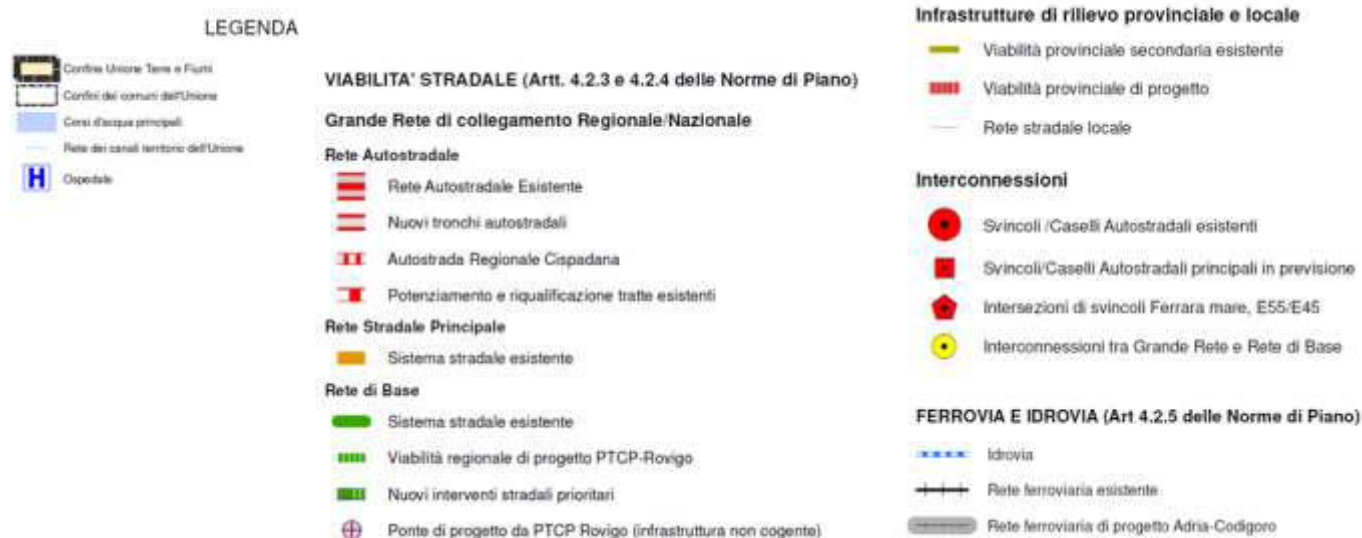 LEGENDA
Confine Unione Terre e Fiumi
Confini dei comuni dell'Unione
Corsi d'acqua principali
Rete dei canali territorio dell'Unione
H Ospedale
VIABILITA' STRADALE (Artt. 4.2.3 e 4.2.4 delle Norme di Piano)
Grande Rete di collegamento Regionale/Nazionale
Rete Autostradale
Rete Autostradale Esistente
Nuovi tronchi autostradali
Autostrada Regionale Cispadana
Potenziamento e riqualificazione tratte esistenti
Rete Stradale Principale
Sistema stradale esistente
Rete di Base
Sistema stradale esistente
Viabilità regionale di progetto PTCP-Rovigo
Nuovi interventi stradali prioritari
Ponte di progetto da PTCP Rovigo (infrastruttura non cogente)
Infrastrutture di rilievo provinciale e locale
Viabilità provinciale secondaria esistente
Viabilità provinciale di progetto
Rete stradale locale
Interconnessioni
Svincoli /Caselli Autostradali esistenti
Svincoli/Caselli Autostradali principali in previsione
Intersezioni di svincoli Ferrara mare, E55/E45
Interconnessioni tra Grande Rete e Rete di Base
FERROVIA E IDROVIA (Art 4.2.5 delle Norme di Piano)
Idrovia
Rete ferroviaria esistente
Rete ferroviaria di progetto Adria-Codigoro